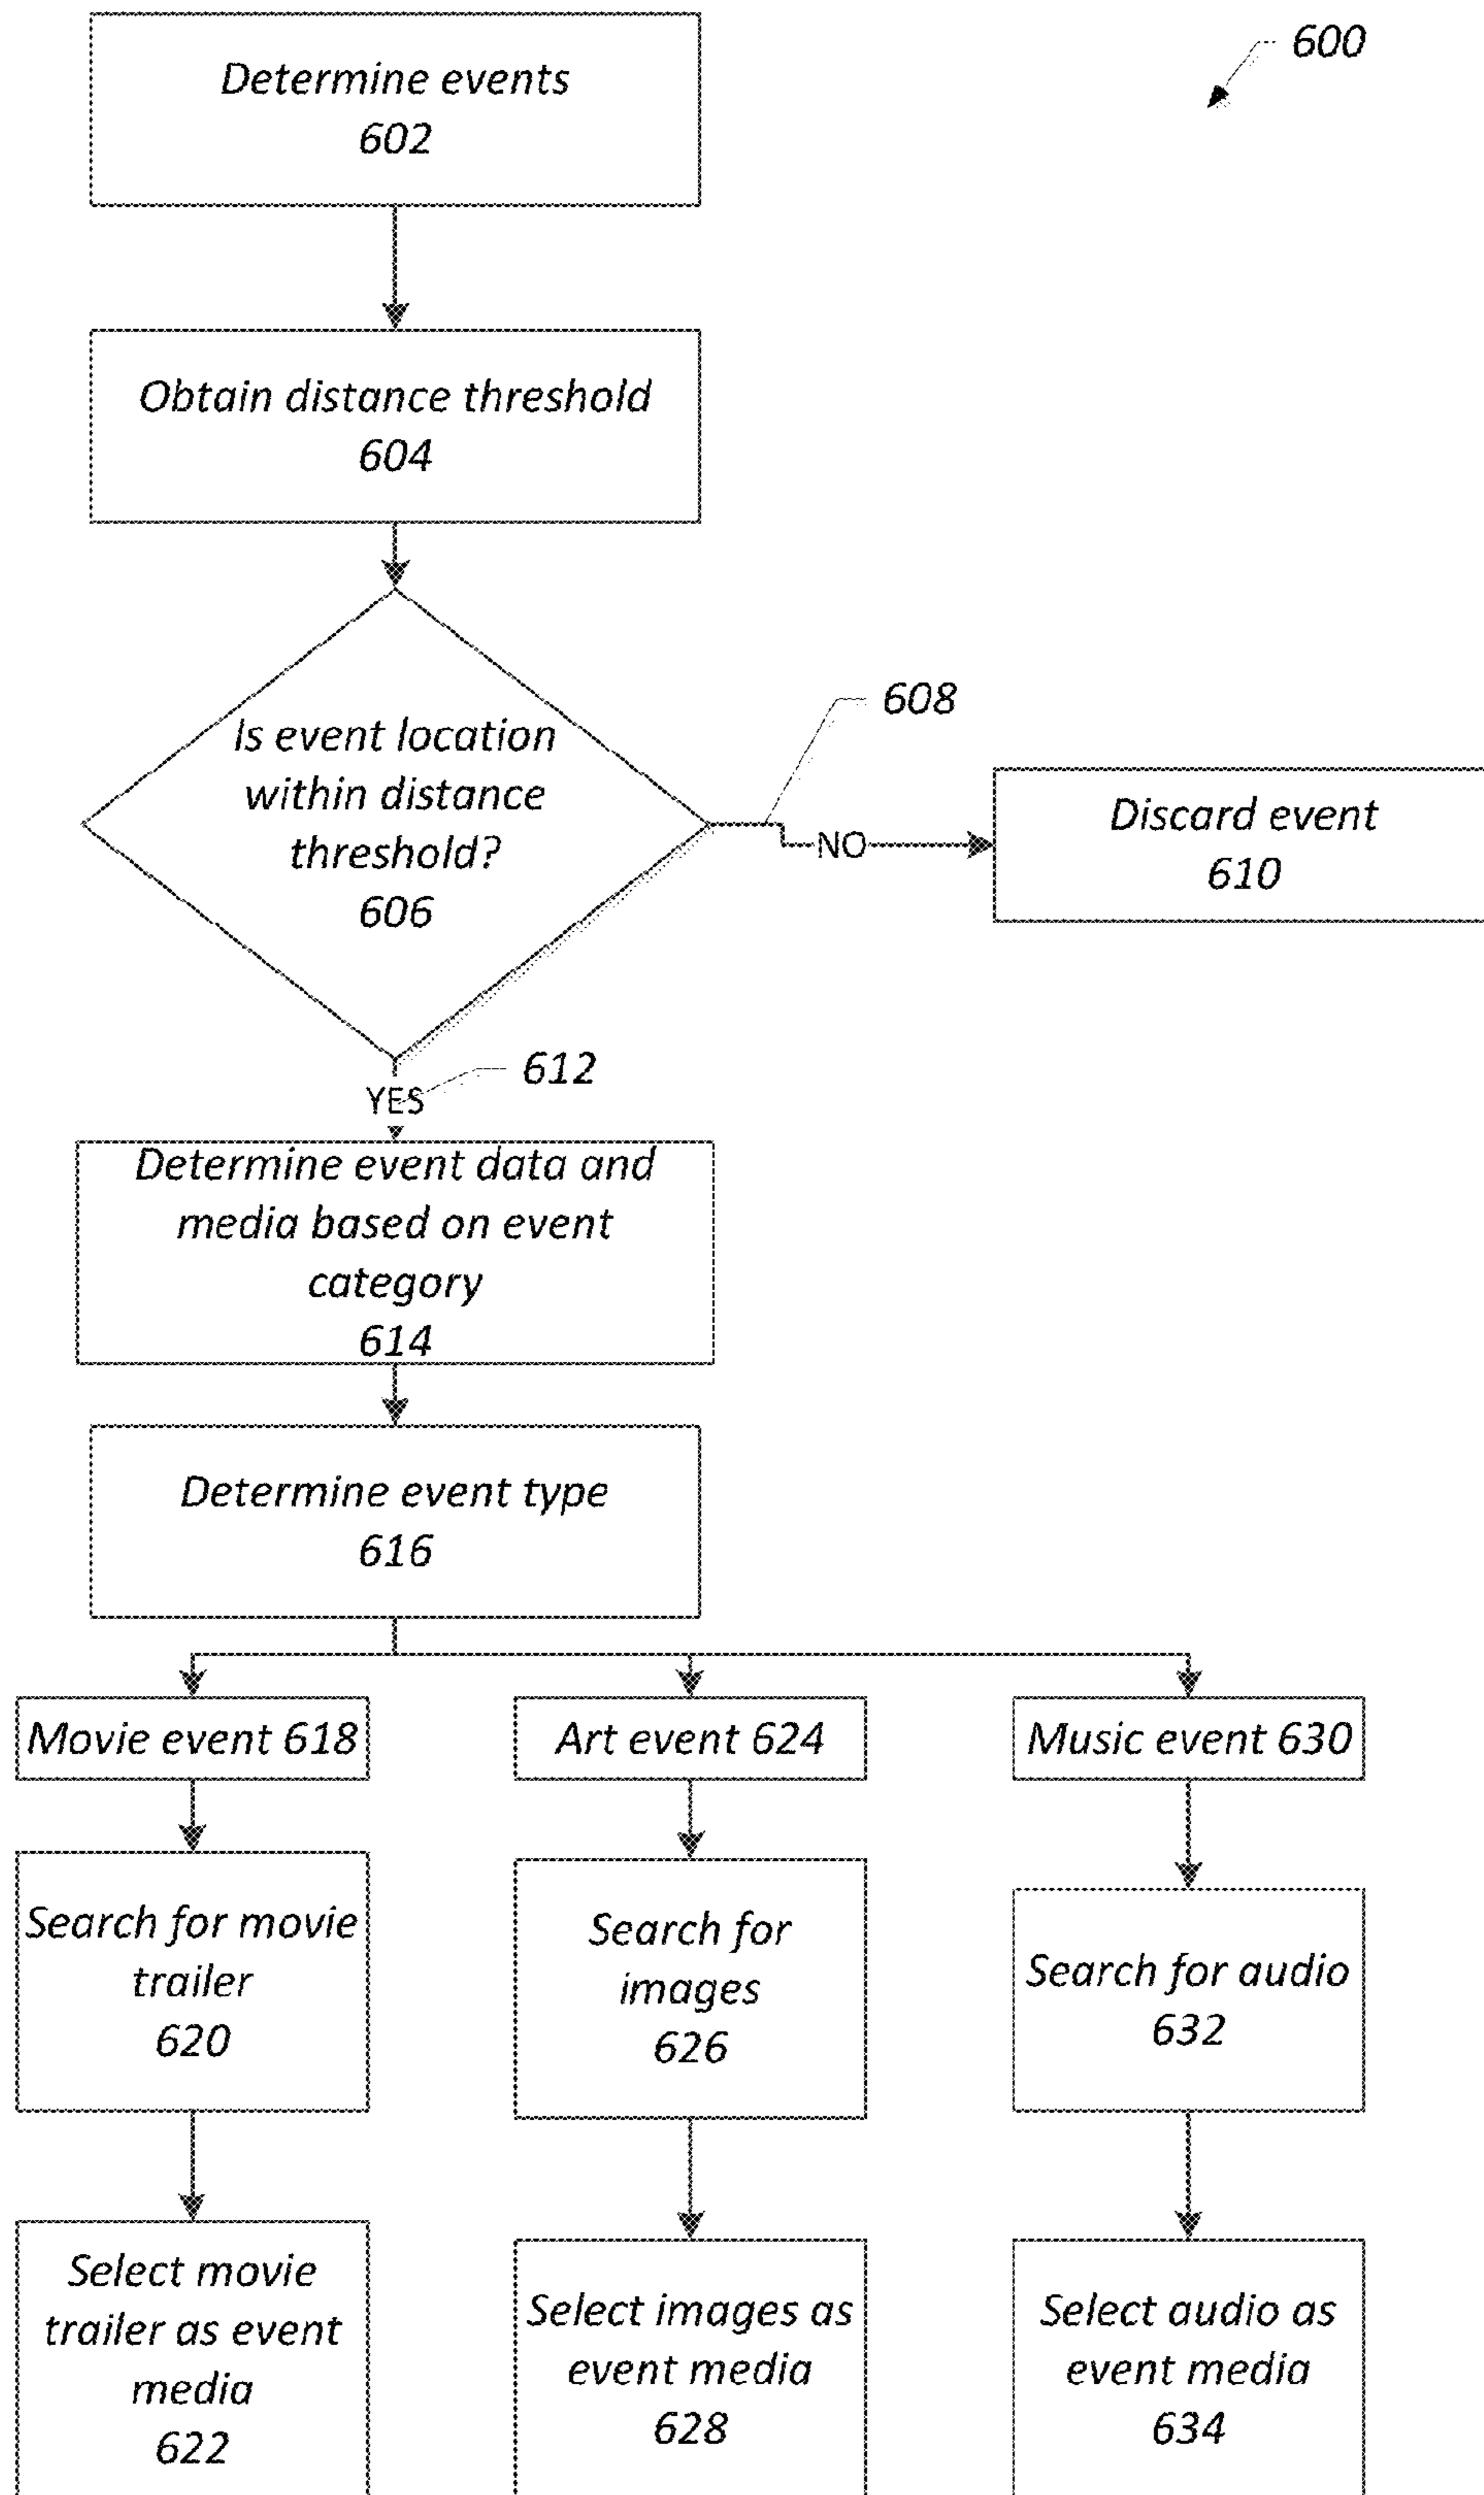 600
Determine events
602
Obtain distance threshold
604
Is event location
within distance
threshold?
606
608
NO
Discard event
610
612
YES
Determine event data and
media based on event
category
614
Determine event type
616
Movie event 618
Search for movie
trailer
620
Select movie
trailer as event
media
622
Art event 624
Search for
images
626
Select images as
event media
628
Music event 630
Search for audio
632
Select audio as
event media
634